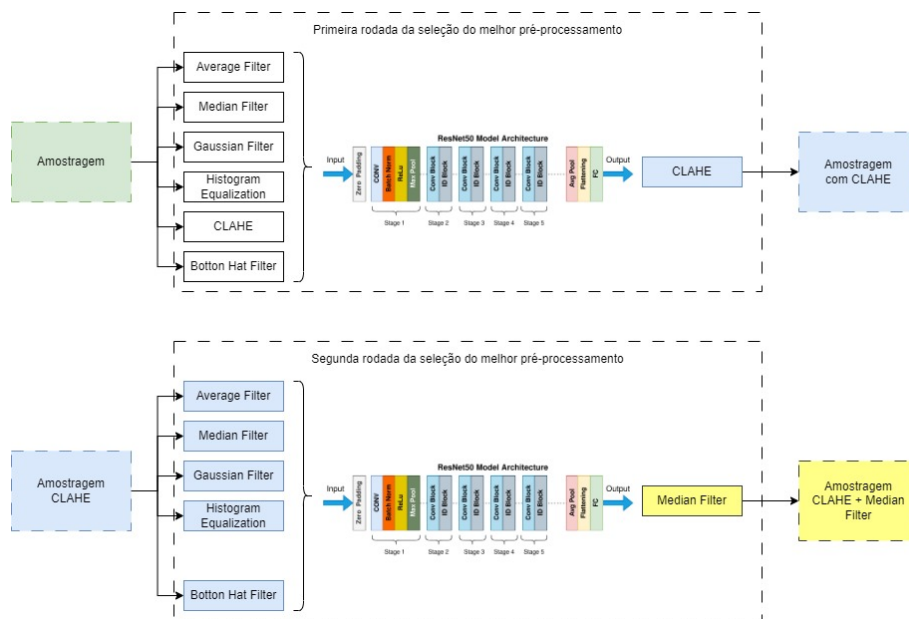 Primeira rodada da seleção do melhor pré-processamento
Amostragem
Average Filter
Median Filter
Gaussian Filter
Histogram
Equalization
CLAHE
Botton Hat Filter
ResNet50 Model Architecture
Input
Zero Padding
CONV
Batch Norm
ReLu
Max Pool
Conv Block
ID Block
Conv Block
ID Block
Conv Block
ID Block
Conv Block
ID Block
Avg Pool
Flattening
FC
Output
Stage 1
Stage 2
Stage 3
Stage 4
Stage 5
CLAHE
Amostragem
com CLAHE
Segunda rodada da seleção do melhor pré-processamento
Amostragem
CLAHE
Average Filter
Median Filter
Gaussian Filter
Histogram
Equalization
Botton Hat Filter
ResNet50 Model Architecture
Input
Zero Padding
CONV
Batch Norm
ReLu
Max Pool
Conv Block
ID Block
Conv Block
ID Block
Conv Block
ID Block
Conv Block
ID Block
Avg Pool
Flattening
FC
Output
Stage 1
Stage 2
Stage 3
Stage 4
Stage 5
Median Filter
Amostragem
CLAHE + Median
Filter